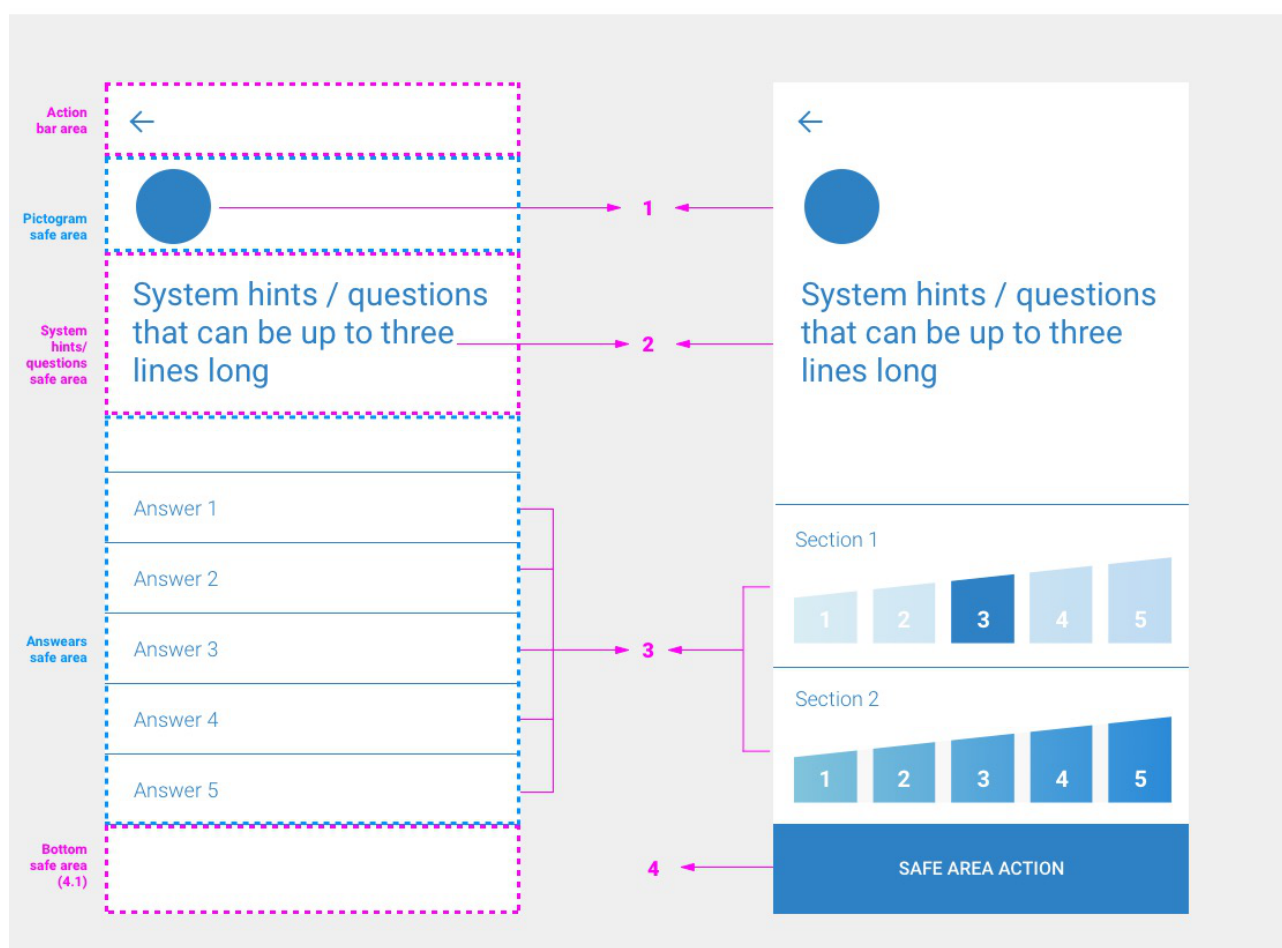 Action
bar area
Pictogram
safe area
1
System hints / questions
that can be up to three
lines long
System
hints/
questions
safe area
2
System hints / questions
that can be up to three
lines long
Answer 1
Answer 2
Answer 3
Answer 4
Answer 5
Answears
safe area
3
Section 1
1 2 3 4 5
Section 2
1 2 3 4 5
Bottom
safe area
(4.1)
4
SAFE AREA ACTION